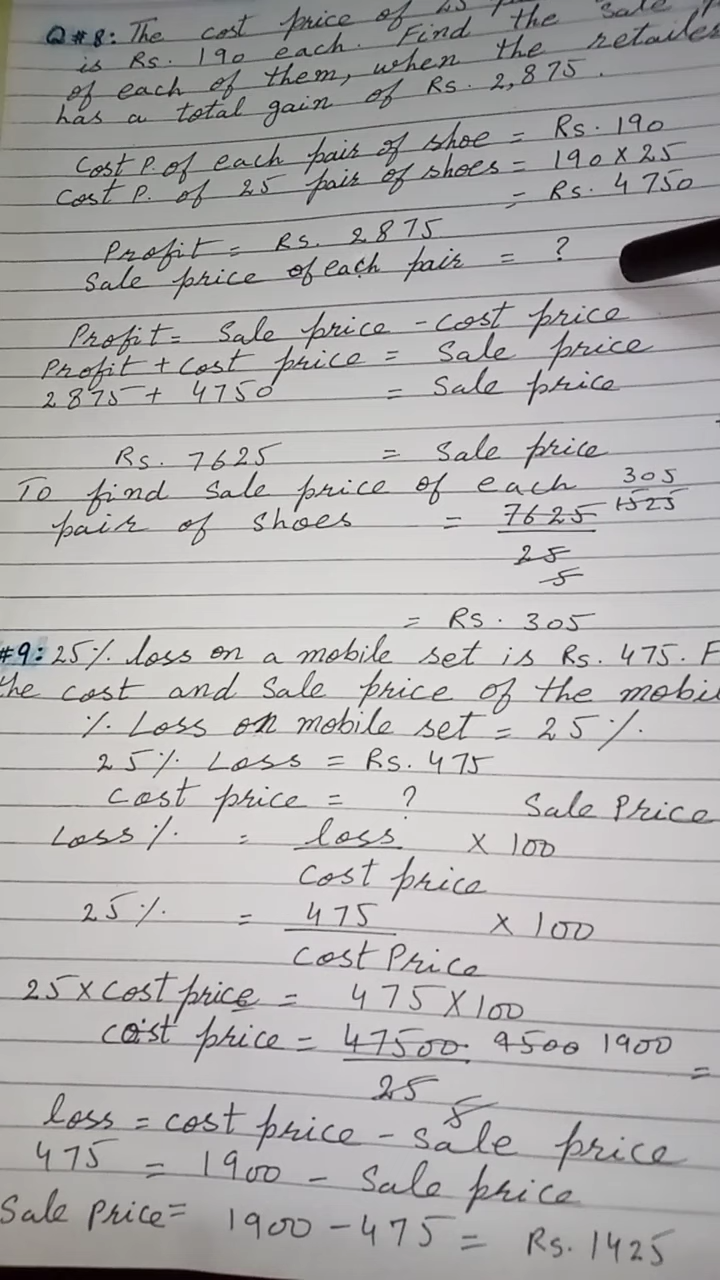 Q#8: The cost price of 25
is Rs. 190 each. Find the sale
of each of them, when the retailer
has a total gain of Rs. 2,875.
Cost P. of each pair of shoe = Rs. 190
Cost P. of 25 pair of shoes = 190 X 25
= Rs. 4750
Profit = Rs. 2875
Sale price of each pair = ?
Profit = Sale price - cost price
Profit + Cost price = Sale price
2875 + 4750 = Sale price
Rs. 7625 = Sale price
To find Sale price of each 305
pair of shoes = 7625 1525
25
5
= Rs. 305
#9: 25% loss on a mobile set is Rs. 475. F
the cost and Sale price of the mobil
% Loss on mobile set = 25%.
25% Loss = Rs. 475
Cost price = ? Sale Price
Loss % = loss X 100
Cost price
25% = 475 X 100
Cost Price
25 X cost price = 475 X 100
cost price = 47500 9500 1900 =
25 5
loss = cost price - sale price
475 = 1900 - Sale price
Sale Price = 1900 - 475 = Rs. 1425